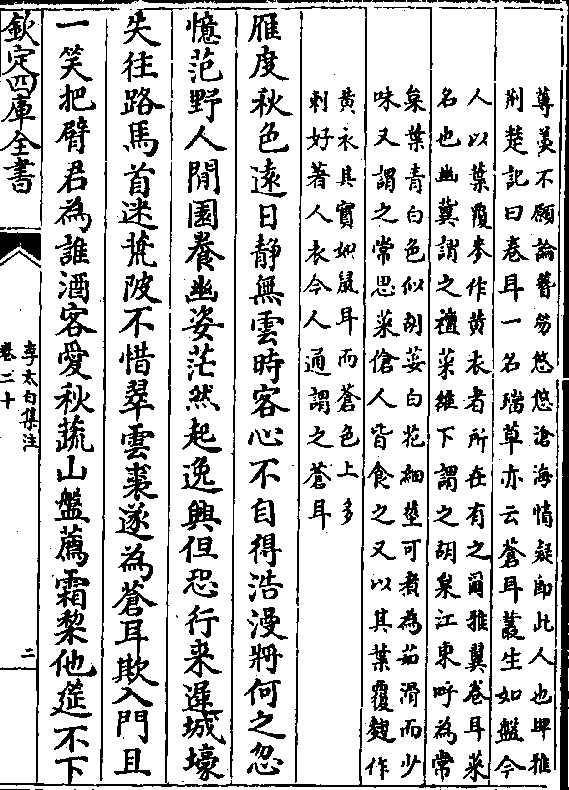 蓴羮不願論簪笏悠悠滄海情疑即此人也埤雅
荆楚記曰卷耳一名璫草亦云蒼耳叢生如盤今
人以葉覆麥作黄衣者所在有之爾雅翼卷耳菜
名也幽冀謂之襢菜雒下謂之胡枲江東呼為常
枲葉青白色似胡荽白花細莖可煮為茹滑而少
味又謂之常思菜傖人皆食之又以其葉覆麴作
黄衣其實如鼠耳而蒼色上多
刺好著人衣今人通謂之蒼耳
雁度秋色遠日静無雲時客心不自得浩漫將何之忽
憶范野人閒園養幽姿茫然起逸興但恐行來遲城壕
失往路馬首迷荒陂不惜翠雲裘遂為蒼耳欺入門且
一笑把臂君為誰酒客愛秋蔬山盤薦霜棃他筵不下
欽定四庫全書
李太白集注
卷二十
二